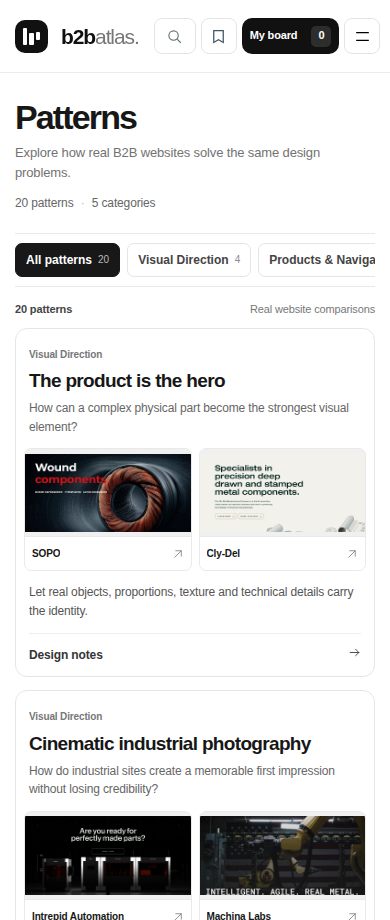 b2batlas.
My board 0
Patterns
Explore how real B2B websites solve the same design
problems.
20 patterns · 5 categories
All patterns 20
Visual Direction 4
Products & Naviga
20 patterns
Real website comparisons
Visual Direction
The product is the hero
How can a complex physical part become the strongest visual
element?
Wound
components.
Specialists in
precision deep
drawn and stamped
metal components.
SOPO
Cly-Del
Let real objects, proportions, texture and technical details carry
the identity.
Design notes
Visual Direction
Cinematic industrial photography
How do industrial sites create a memorable first impression
without losing credibility?
Are you ready for
perfectly made parts?
INTELLIGENT. AGILE. REAL METAL.
Intrepid Automation
Machina Labs